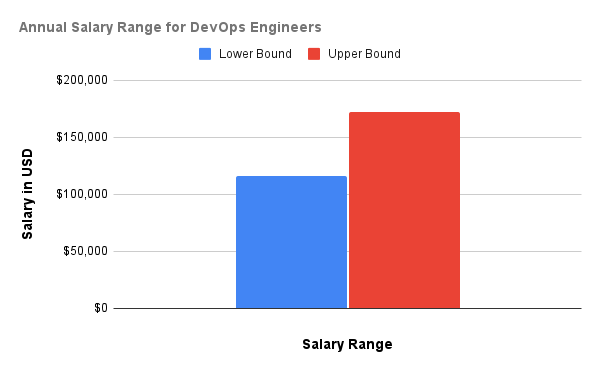 Annual Salary Range for DevOps Engineers
Lower Bound
Upper Bound
$200,000
$150,000
$100,000
$50,000
$0
Salary in USD
Salary Range